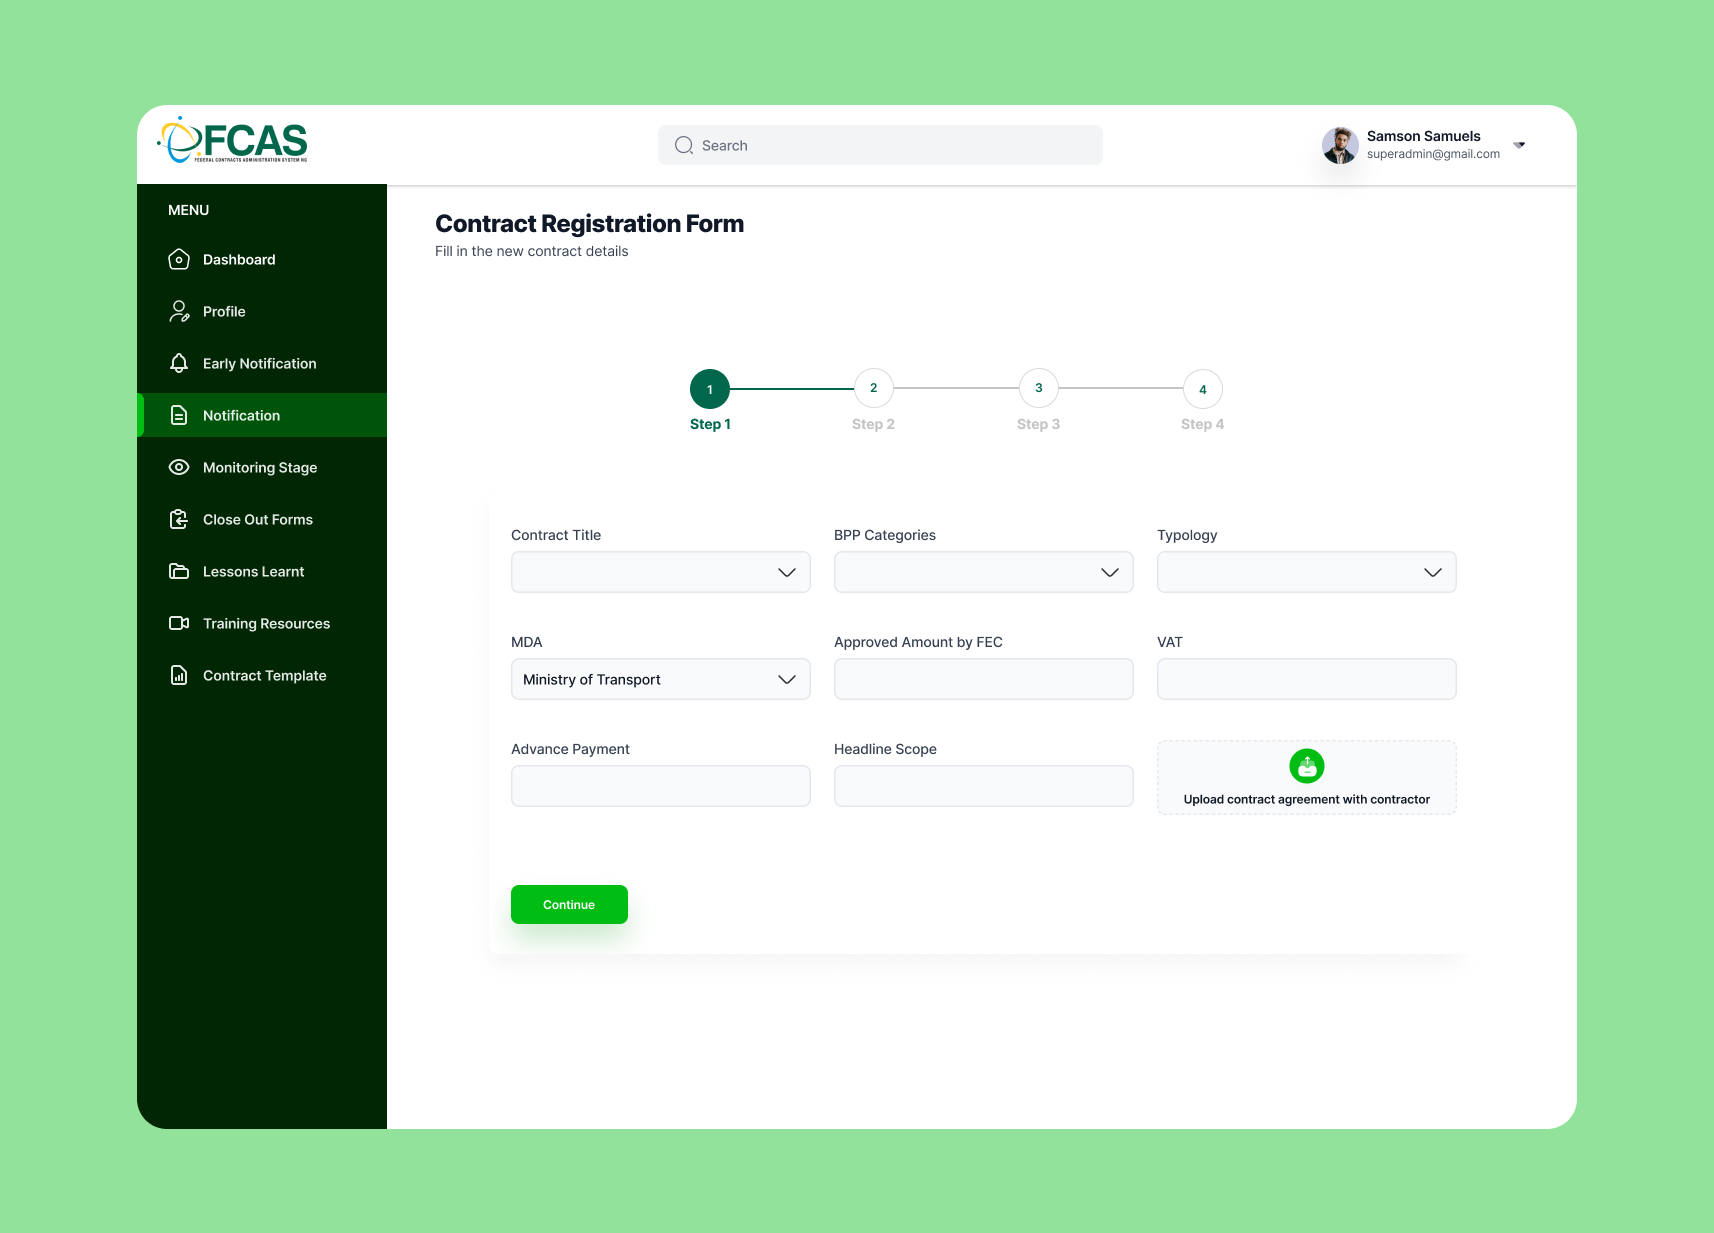 FCAS
FEDERAL CONTRACTS ADMINISTRATION SYSTEM NG
Search
Samson Samuels
superadmin@gmail.com
MENU
Dashboard
Profile
Early Notification
Notification
Monitoring Stage
Close Out Forms
Lessons Learnt
Training Resources
Contract Template
Contract Registration Form
Fill in the new contract details
1 2 3 4
Step 1 Step 2 Step 3 Step 4
Contract Title BPP Categories Typology
MDA Approved Amount by FEC VAT
Ministry of Transport
Advance Payment Headline Scope
Upload contract agreement with contractor
Continue